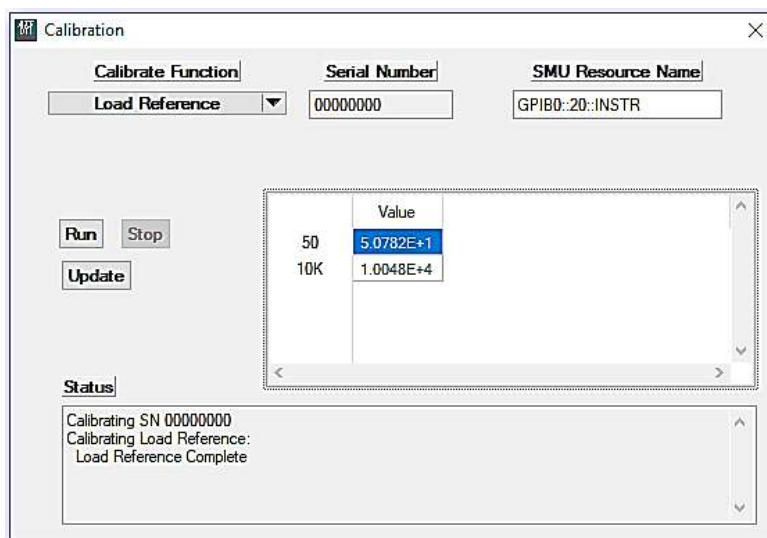 Calibration
Calibrate Function
Serial Number
SMU Resource Name
Load Reference
00000000
GPIB0::20::INSTR
Run
Stop
Update
Value
50
5.0782E+1
10K
1.0048E+4
Status
Calibrating SN 00000000
Calibrating Load Reference:
Load Reference Complete